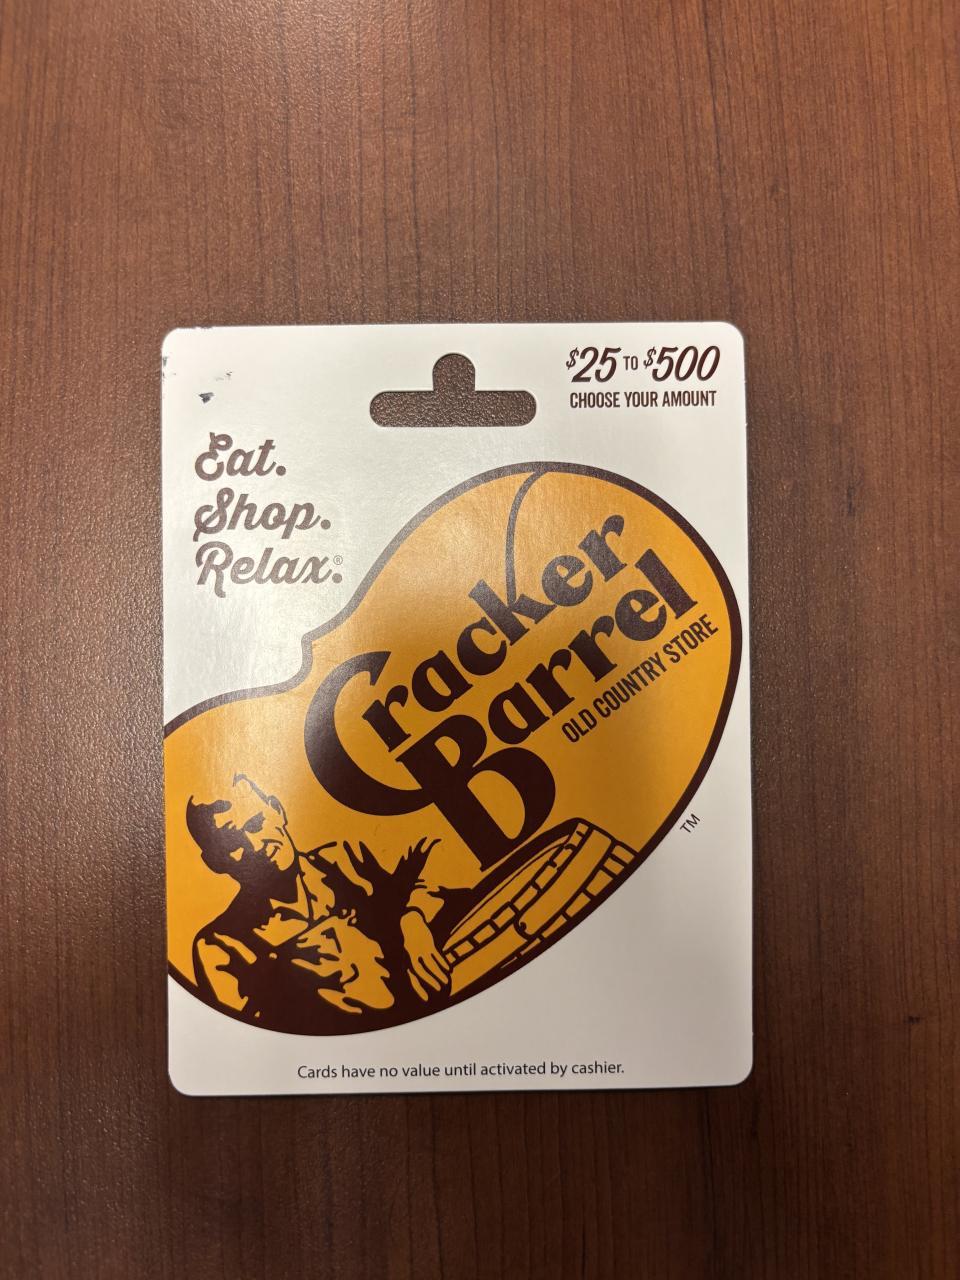 $25 TO $500
CHOOSE YOUR AMOUNT
Eat.
Shop.
Relax.®
Cracker
Barrel
OLD COUNTRY STORE
TM
Cards have no value until activated by cashier.